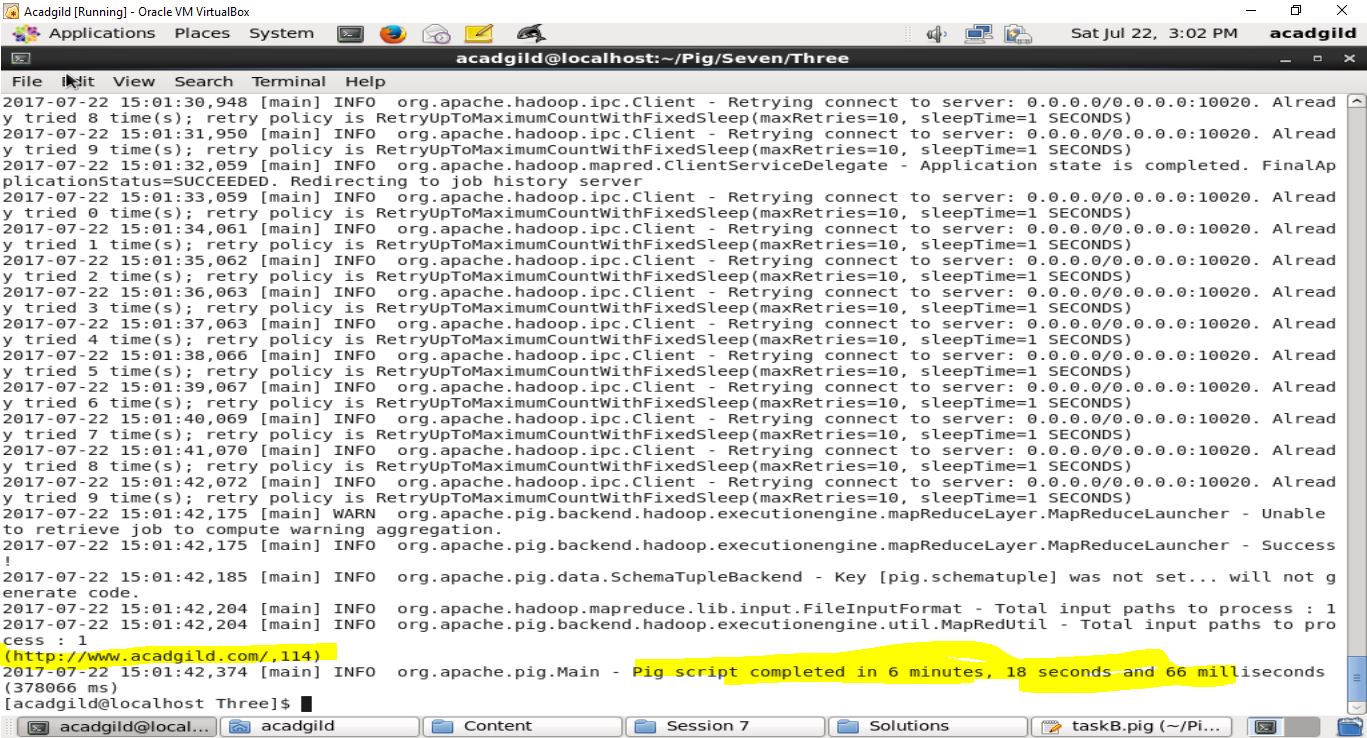 Acadgild [Running] - Oracle VM VirtualBox
Applications Places System Sat Jul 22, 3:02 PM acadgild
acadgild@localhost:~/Pig/Seven/Three
File Edit View Search Terminal Help
2017-07-22 15:01:30,948 [main] INFO  org.apache.hadoop.ipc.Client - Retrying connect to server: 0.0.0.0/0.0.0.0:10020. Alread
y tried 8 time(s); retry policy is RetryUpToMaximumCountWithFixedSleep(maxRetries=10, sleepTime=1 SECONDS)
2017-07-22 15:01:31,950 [main] INFO  org.apache.hadoop.ipc.Client - Retrying connect to server: 0.0.0.0/0.0.0.0:10020. Alread
y tried 9 time(s); retry policy is RetryUpToMaximumCountWithFixedSleep(maxRetries=10, sleepTime=1 SECONDS)
2017-07-22 15:01:32,059 [main] INFO  org.apache.hadoop.mapred.ClientServiceDelegate - Application state is completed. FinalAp
plicationStatus=SUCCEEDED. Redirecting to job history server
2017-07-22 15:01:33,059 [main] INFO  org.apache.hadoop.ipc.Client - Retrying connect to server: 0.0.0.0/0.0.0.0:10020. Alread
y tried 0 time(s); retry policy is RetryUpToMaximumCountWithFixedSleep(maxRetries=10, sleepTime=1 SECONDS)
2017-07-22 15:01:34,061 [main] INFO  org.apache.hadoop.ipc.Client - Retrying connect to server: 0.0.0.0/0.0.0.0:10020. Alread
y tried 1 time(s); retry policy is RetryUpToMaximumCountWithFixedSleep(maxRetries=10, sleepTime=1 SECONDS)
2017-07-22 15:01:35,062 [main] INFO  org.apache.hadoop.ipc.Client - Retrying connect to server: 0.0.0.0/0.0.0.0:10020. Alread
y tried 2 time(s); retry policy is RetryUpToMaximumCountWithFixedSleep(maxRetries=10, sleepTime=1 SECONDS)
2017-07-22 15:01:36,063 [main] INFO  org.apache.hadoop.ipc.Client - Retrying connect to server: 0.0.0.0/0.0.0.0:10020. Alread
y tried 3 time(s); retry policy is RetryUpToMaximumCountWithFixedSleep(maxRetries=10, sleepTime=1 SECONDS)
2017-07-22 15:01:37,063 [main] INFO  org.apache.hadoop.ipc.Client - Retrying connect to server: 0.0.0.0/0.0.0.0:10020. Alread
y tried 4 time(s); retry policy is RetryUpToMaximumCountWithFixedSleep(maxRetries=10, sleepTime=1 SECONDS)
2017-07-22 15:01:38,066 [main] INFO  org.apache.hadoop.ipc.Client - Retrying connect to server: 0.0.0.0/0.0.0.0:10020. Alread
y tried 5 time(s); retry policy is RetryUpToMaximumCountWithFixedSleep(maxRetries=10, sleepTime=1 SECONDS)
2017-07-22 15:01:39,067 [main] INFO  org.apache.hadoop.ipc.Client - Retrying connect to server: 0.0.0.0/0.0.0.0:10020. Alread
y tried 6 time(s); retry policy is RetryUpToMaximumCountWithFixedSleep(maxRetries=10, sleepTime=1 SECONDS)
2017-07-22 15:01:40,069 [main] INFO  org.apache.hadoop.ipc.Client - Retrying connect to server: 0.0.0.0/0.0.0.0:10020. Alread
y tried 7 time(s); retry policy is RetryUpToMaximumCountWithFixedSleep(maxRetries=10, sleepTime=1 SECONDS)
2017-07-22 15:01:41,070 [main] INFO  org.apache.hadoop.ipc.Client - Retrying connect to server: 0.0.0.0/0.0.0.0:10020. Alread
y tried 8 time(s); retry policy is RetryUpToMaximumCountWithFixedSleep(maxRetries=10, sleepTime=1 SECONDS)
2017-07-22 15:01:42,072 [main] INFO  org.apache.hadoop.ipc.Client - Retrying connect to server: 0.0.0.0/0.0.0.0:10020. Alread
y tried 9 time(s); retry policy is RetryUpToMaximumCountWithFixedSleep(maxRetries=10, sleepTime=1 SECONDS)
2017-07-22 15:01:42,175 [main] WARN  org.apache.pig.backend.hadoop.executionengine.mapReduceLayer.MapReduceLauncher - Unable
to retrieve job to compute warning aggregation.
2017-07-22 15:01:42,175 [main] INFO  org.apache.pig.backend.hadoop.executionengine.mapReduceLayer.MapReduceLauncher - Success
!
2017-07-22 15:01:42,185 [main] INFO  org.apache.pig.data.SchemaTupleBackend - Key [pig.schematuple] was not set... will not g
enerate code.
2017-07-22 15:01:42,204 [main] INFO  org.apache.hadoop.mapreduce.lib.input.FileInputFormat - Total input paths to process : 1
2017-07-22 15:01:42,204 [main] INFO  org.apache.pig.backend.hadoop.executionengine.util.MapRedUtil - Total input paths to pro
cess : 1
(http://www.acadgild.com/,114)
2017-07-22 15:01:42,374 [main] INFO  org.apache.pig.Main - Pig script completed in 6 minutes, 18 seconds and 66 milliseconds
(378066 ms)
[acadgild@localhost Three]$
acadgild@local... acadgild Content Session 7 Solutions taskB.pig (~/Pi...